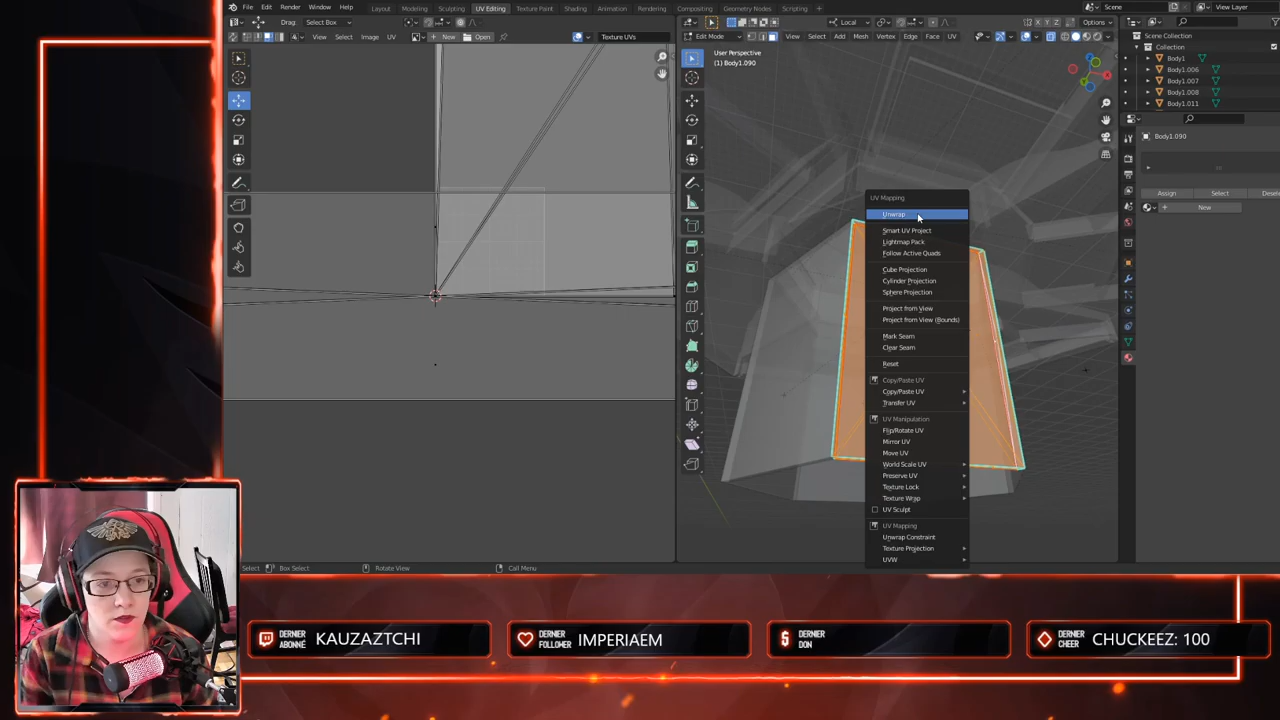 File Edit Render Window Help
Layout Modeling Sculpting UV Editing Texture Paint Shading Animation Rendering Compositing Geometry Nodes Scripting
Scene
View Layer
Drag: Select Box
Local
Options
View Select Image UV
New
Open
Texture UVs
Edit Mode
View Select Add Mesh Vertex Edge Face UV
User Perspective
(1) Body1.090
Scene Collection
Collection
Body1
Body1.006
Body1.007
Body1.008
Body1.011
Body1.090
Assign Select
New
UV Mapping
Unwrap
Smart UV Project
Lightmap Pack
Follow Active Quads
Cube Projection
Cylinder Projection
Sphere Projection
Project from View
Project from View (Bounds)
Mark Seam
Clear Seam
Reset
Copy/Paste UV
Copy/Paste UV
Transfer UV
UV Manipulation
Flip/Rotate UV
Mirror UV
Move UV
World Scale UV
Preserve UV
Texture Lock
Texture Wrap
UV Sculpt
UV Mapping
Unwrap Constraint
Texture Projection
UVW
Select Box Select Rotate View Call Menu
DERNIER
ABONNE
KAUZAZTCHI
DERNIER
FOLLOWER
IMPERIAEM
DERNIER
DON
DERNIER
CHEER
CHUCKEEZ: 100